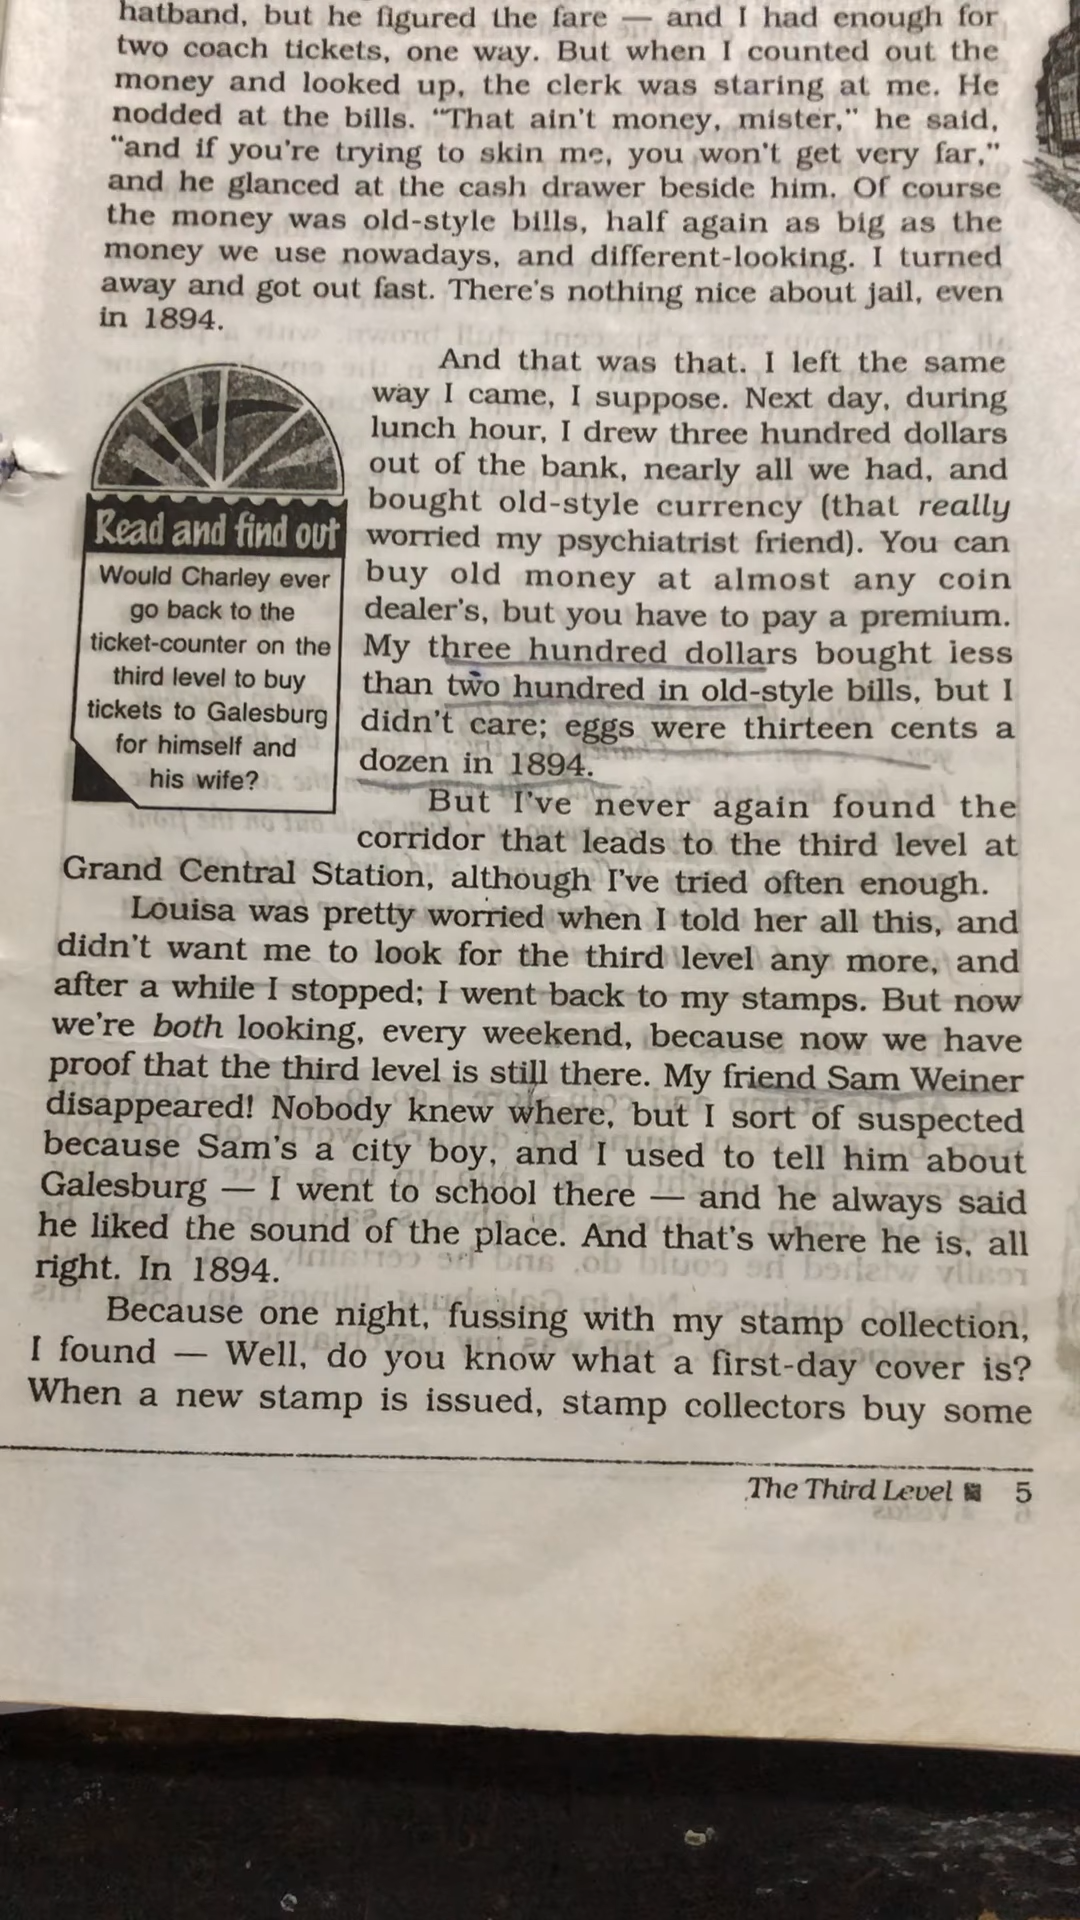 hatband, but he figured the fare — and I had enough for
two coach tickets, one way. But when I counted out the
money and looked up, the clerk was staring at me. He
nodded at the bills. “That ain't money, mister,” he said,
“and if you're trying to skin me, you won't get very far,”
and he glanced at the cash drawer beside him. Of course
the money was old-style bills, half again as big as the
money we use nowadays, and different-looking. I turned
away and got out fast. There's nothing nice about jail, even
in 1894.
And that was that. I left the same
way I came, I suppose. Next day, during
lunch hour, I drew three hundred dollars
out of the bank, nearly all we had, and
bought old-style currency (that really
worried my psychiatrist friend). You can
buy old money at almost any coin
dealer's, but you have to pay a premium.
My three hundred dollars bought less
than two hundred in old-style bills, but I
didn't care; eggs were thirteen cents a
dozen in 1894.
Read and find out
Would Charley ever
go back to the
ticket-counter on the
third level to buy
tickets to Galesburg
for himself and
his wife?
But I've never again found the
corridor that leads to the third level at
Grand Central Station, although I've tried often enough.
Louisa was pretty worried when I told her all this, and
didn't want me to look for the third level any more, and
after a while I stopped; I went back to my stamps. But now
we're both looking, every weekend, because now we have
proof that the third level is still there. My friend Sam Weiner
disappeared! Nobody knew where, but I sort of suspected
because Sam's a city boy, and I used to tell him about
Galesburg — I went to school there — and he always said
he liked the sound of the place. And that's where he is, all
right. In 1894.
Because one night, fussing with my stamp collection,
I found — Well, do you know what a first-day cover is?
When a new stamp is issued, stamp collectors buy some
The Third Level 5